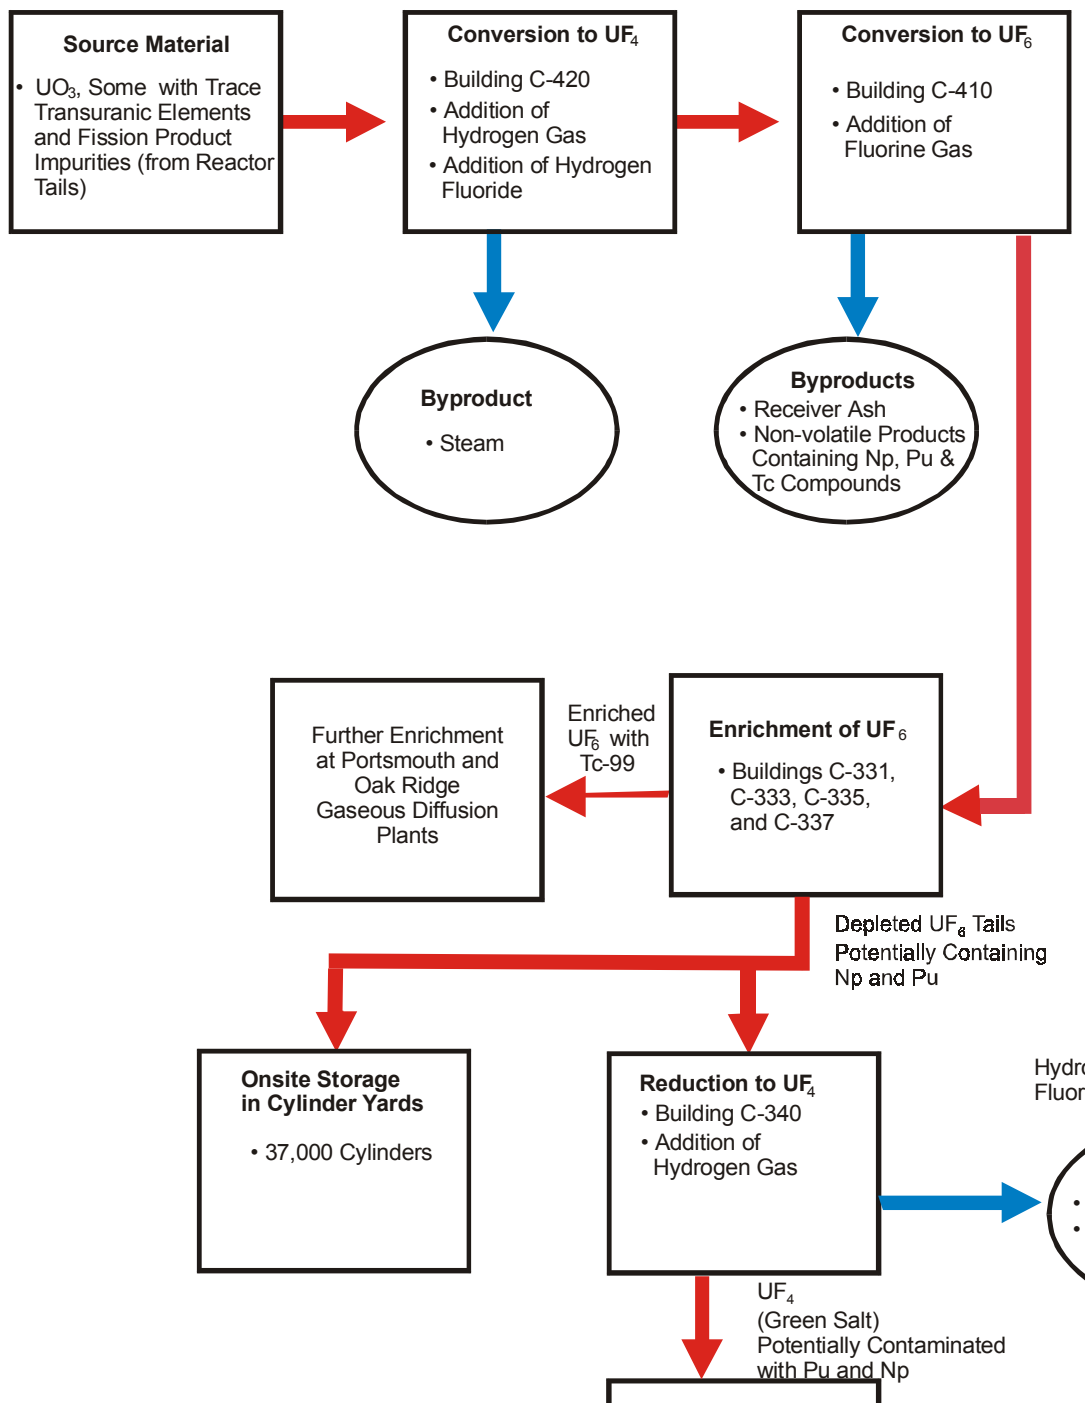 Source Material
• UO₃, Some with Trace
Transuranic Elements
and Fission Product
Impurities (from Reactor
Tails)
Conversion to UF₄
• Building C-420
• Addition of
Hydrogen Gas
• Addition of Hydrogen
Fluoride
Conversion to UF₆
• Building C-410
• Addition of
Fluorine Gas
Byproduct
• Steam
Byproducts
• Receiver Ash
• Non-volatile Products
Containing Np, Pu &
Tc Compounds
Further Enrichment
at Portsmouth and
Oak Ridge
Gaseous Diffusion
Plants
Enriched
UF₆ with
Tc-99
Enrichment of UF₆
• Buildings C-331,
C-333, C-335,
and C-337
Depleted UF₆ Tails
Potentially Containing
Np and Pu
Onsite Storage
in Cylinder Yards
• 37,000 Cylinders
Reduction to UF₄
• Building C-340
• Addition of
Hydrogen Gas
Hydro
Fluor
•
•
UF₄
(Green Salt)
Potentially Contaminated
with Pu and Np